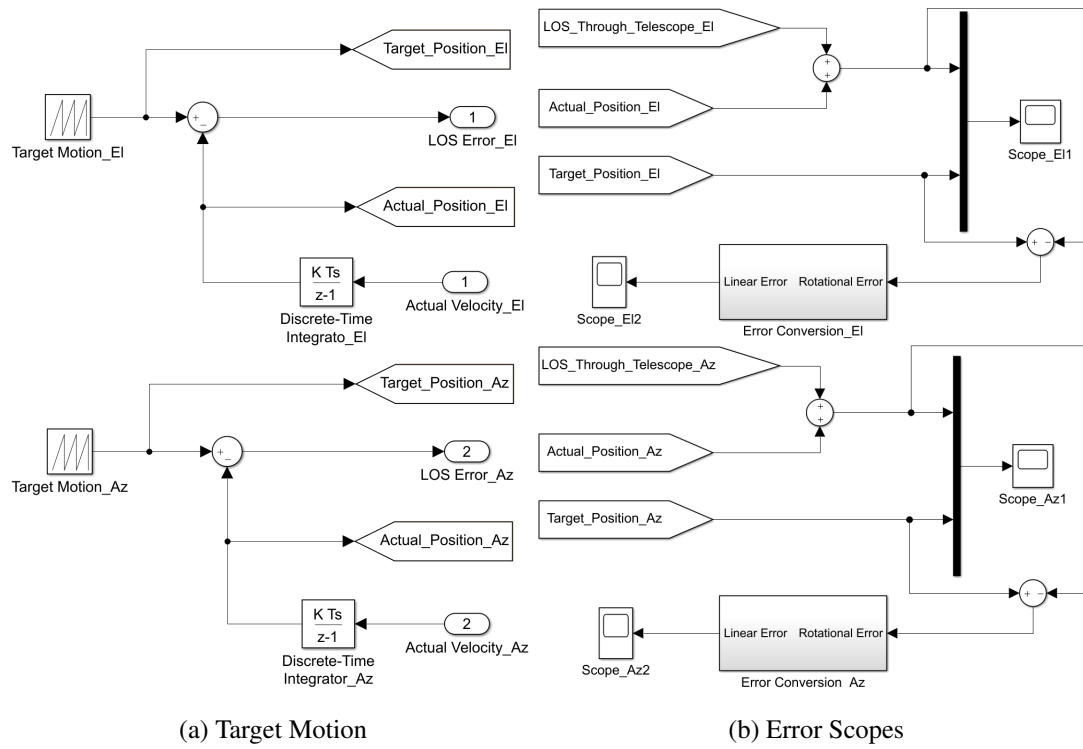 Target_Position_El
Target Motion_El
+
−
1
LOS Error_El
Actual_Position_El
K Ts
z-1
Discrete-Time
Integrato_El
1
Actual Velocity_El
Target_Position_Az
Target Motion_Az
+
−
2
LOS Error_Az
Actual_Position_Az
K Ts
z-1
Discrete-Time
Integrator_Az
2
Actual Velocity_Az
(a) Target Motion
LOS_Through_Telescope_El
+
+
Actual_Position_El
Scope_El1
Target_Position_El
+ −
Linear Error Rotational Error
Scope_El2
Error Conversion_El
LOS_Through_Telescope_Az
+
+
Actual_Position_Az
Scope_Az1
Target_Position_Az
+ −
Linear Error Rotational Error
Scope_Az2
Error Conversion Az
(b) Error Scopes